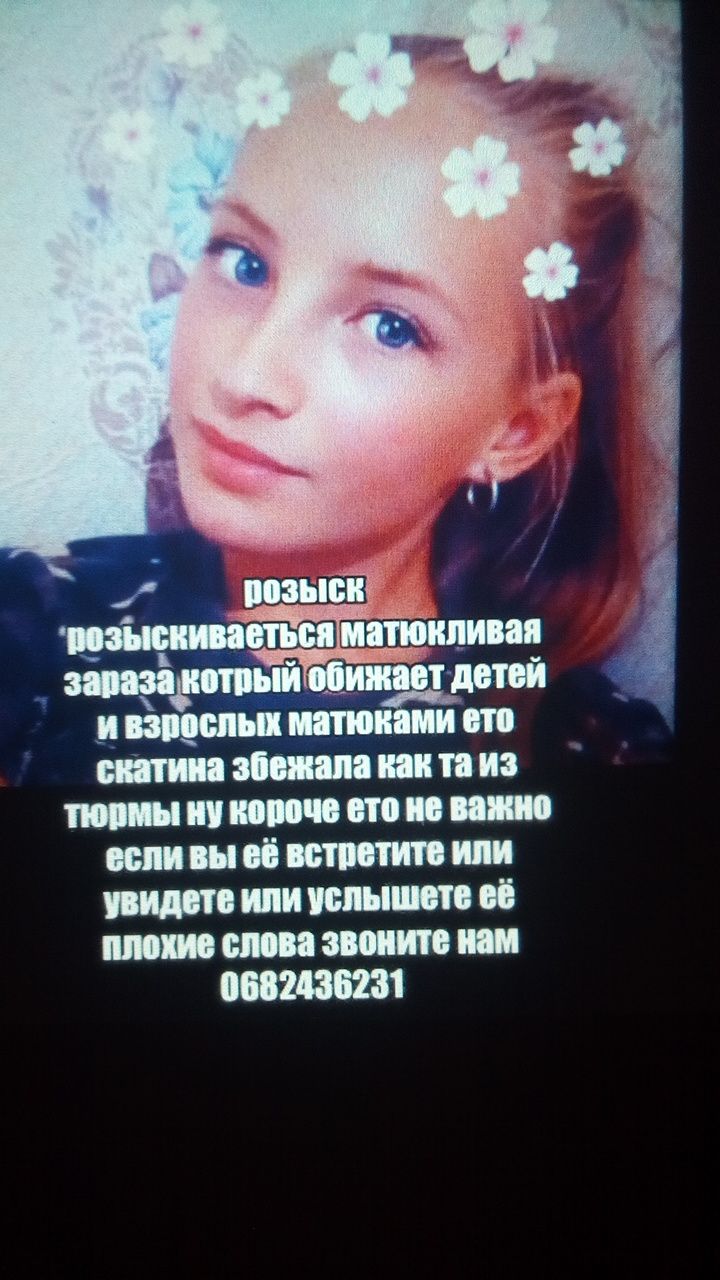 розыск
розыскиваеться матюкливая
зараза котрый обижает детей
и взрослых матюками ето
скатина збежала как та из
тюрмы ну короче ето не важно
если вы её встретите или
увидете или услышете её
плохие слова звоните нам
0682436231